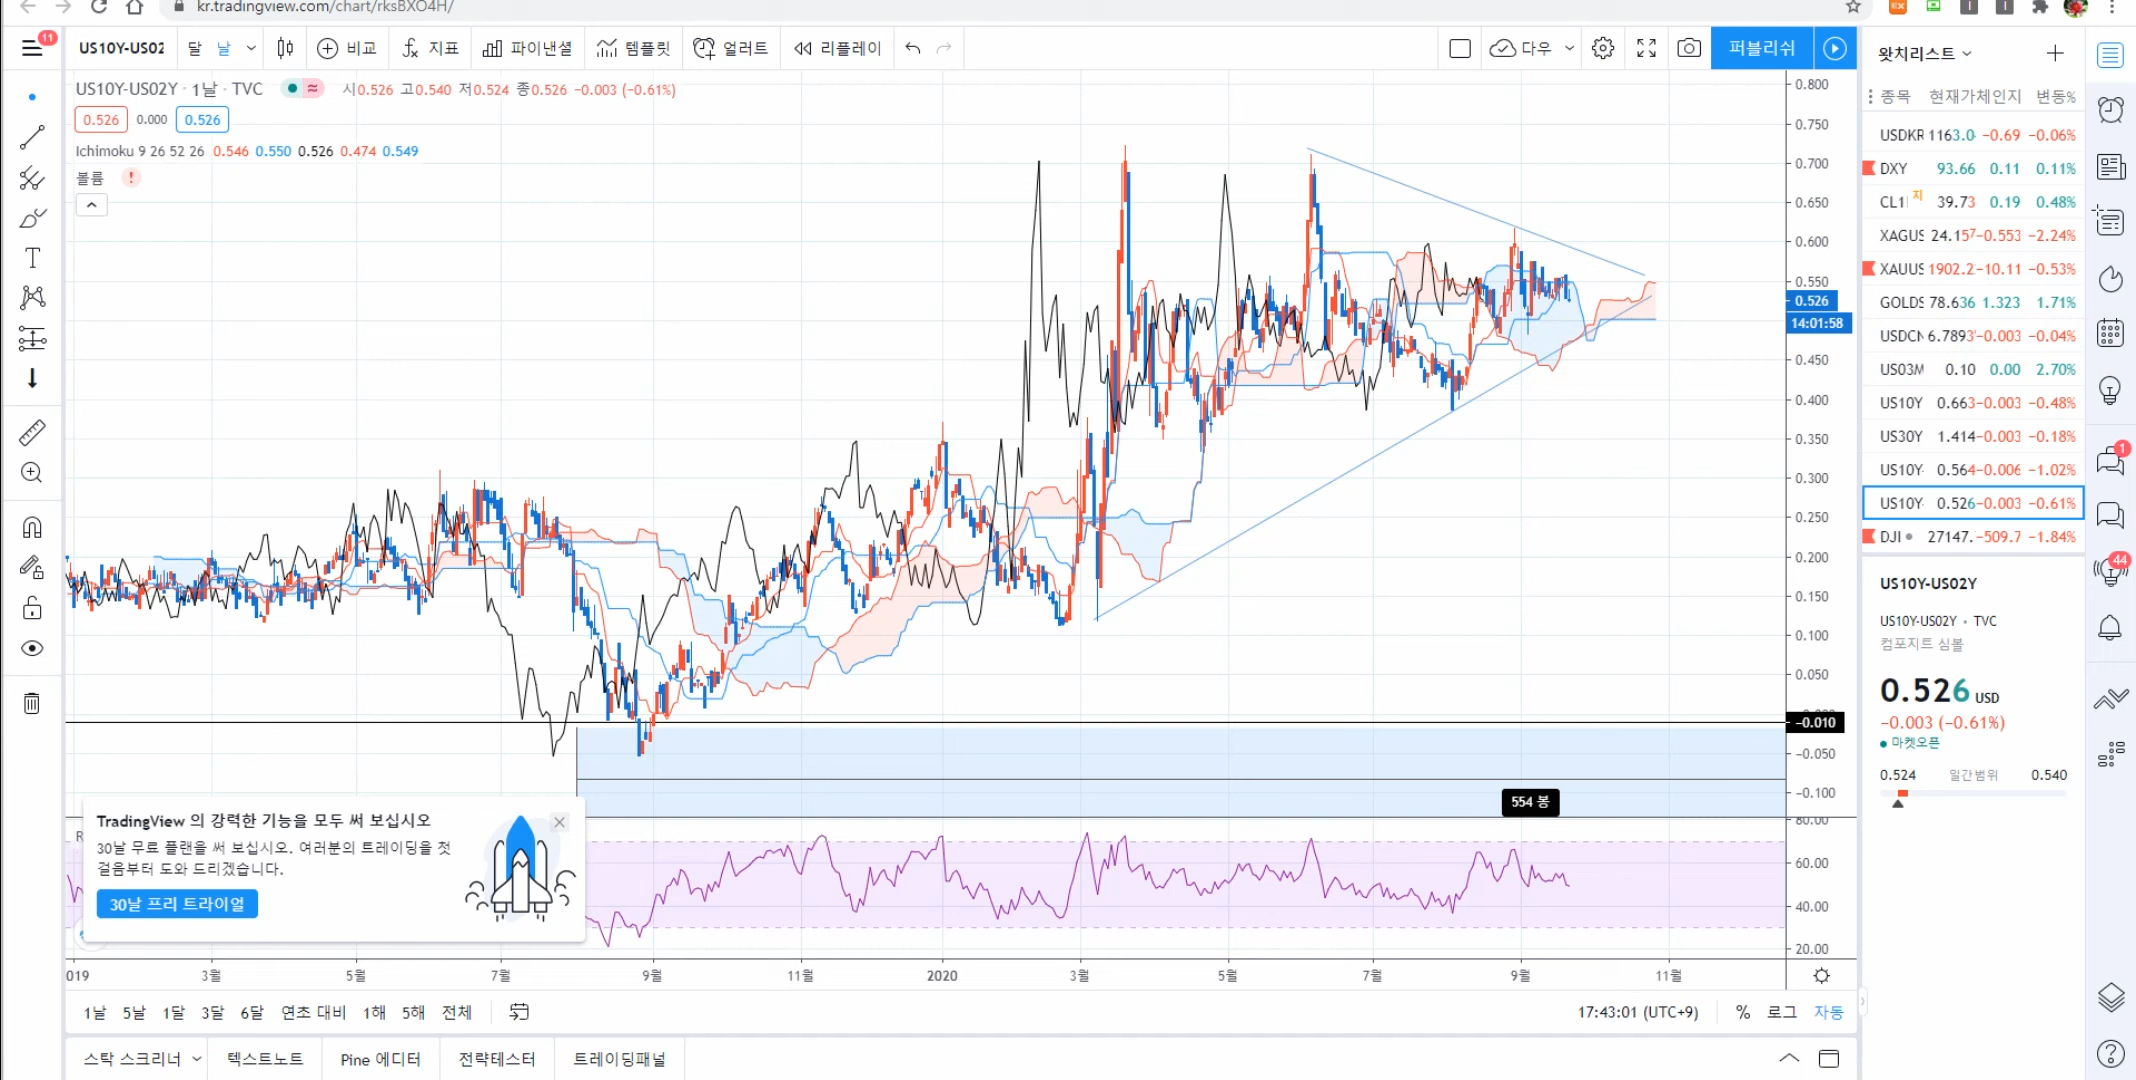 kr.tradingview.com/chart/rksBXO4H/
11
US10Y-US02
달
날
비교
지표
파이낸셜
템플릿
얼러트
리플레이
다우
퍼블리쉬
US10Y-US02Y · 1날 · TVC
시0.526 고0.540 저0.524 종0.526 -0.003 (-0.61%)
0.526 0.000 0.526
Ichimoku 9 26 52 26 0.546 0.550 0.526 0.474 0.549
볼륨 !
0.800
0.750
0.700
0.650
0.600
0.550
0.526
14:01:58
0.450
0.400
0.350
0.300
0.250
0.200
0.150
0.100
0.050
-0.010
-0.050
-0.100
554 봉
80.00
60.00
40.00
20.00
R
TradingView 의 강력한 기능을 모두 써 보십시오
30날 무료 플랜을 써 보십시오. 여러분의 트레이딩을 첫
걸음부터 도와 드리겠습니다.
30날 프리 트라이얼
019 3월 5월 7월 9월 11월 2020 3월 5월 7월 9월 11월
1날 5날 1달 3달 6달 연초 대비 1해 5해 전체
17:43:01 (UTC+9) % 로그 자동
스탁 스크리너 텍스트노트 Pine 에디터 전략테스터 트레이딩패널
왓치리스트
종목 현재가 체인지 변동%
USDKR 1163.0 -0.69 -0.06%
DXY 93.66 0.11 0.11%
CL1! 지 39.73 0.19 0.48%
XAGUS 24.157 -0.553 -2.24%
XAUUS 1902.2 -10.11 -0.53%
GOLDS 78.636 1.323 1.71%
USDCN 6.7893 -0.003 -0.04%
US03M 0.10 0.00 2.70%
US10Y 0.663 -0.003 -0.48%
US30Y 1.414 -0.003 -0.18%
US10Y- 0.564 -0.006 -1.02%
US10Y- 0.526 -0.003 -0.61%
DJI 27147. -509.7 -1.84%
US10Y-US02Y
US10Y-US02Y • TVC
컴포지트 심볼
0.526 USD
-0.003 (-0.61%)
마켓오픈
0.524 일간범위 0.540
1
44